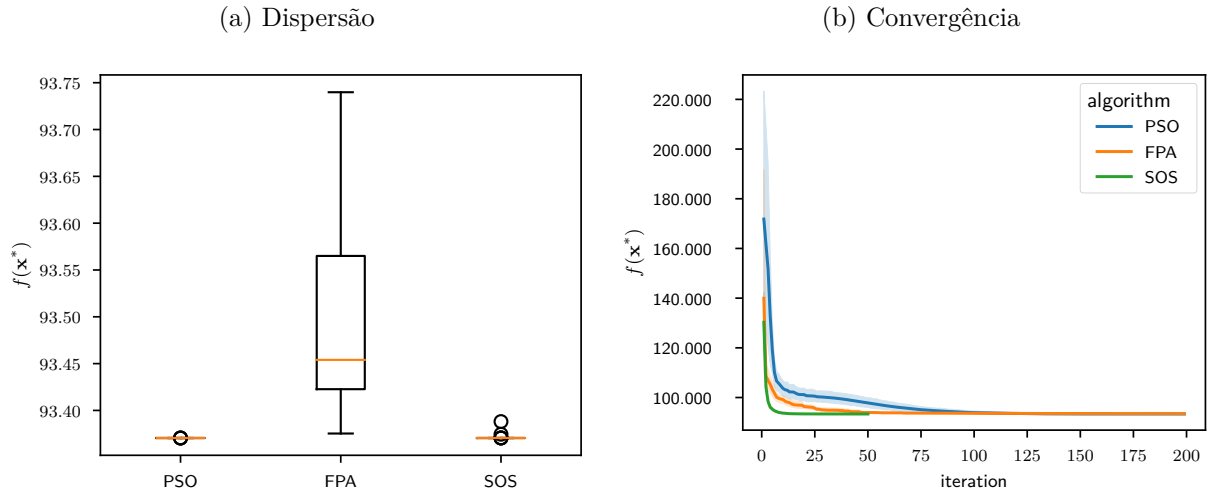 (a) Dispersão
93.75
93.70
93.65
93.60
93.55
93.50
93.45
93.40
f(x*)
PSO FPA SOS
(b) Convergência
220.000
200.000
180.000
160.000
140.000
120.000
100.000
f(x*)
algorithm
PSO
FPA
SOS
0 25 50 75 100 125 150 175 200
iteration